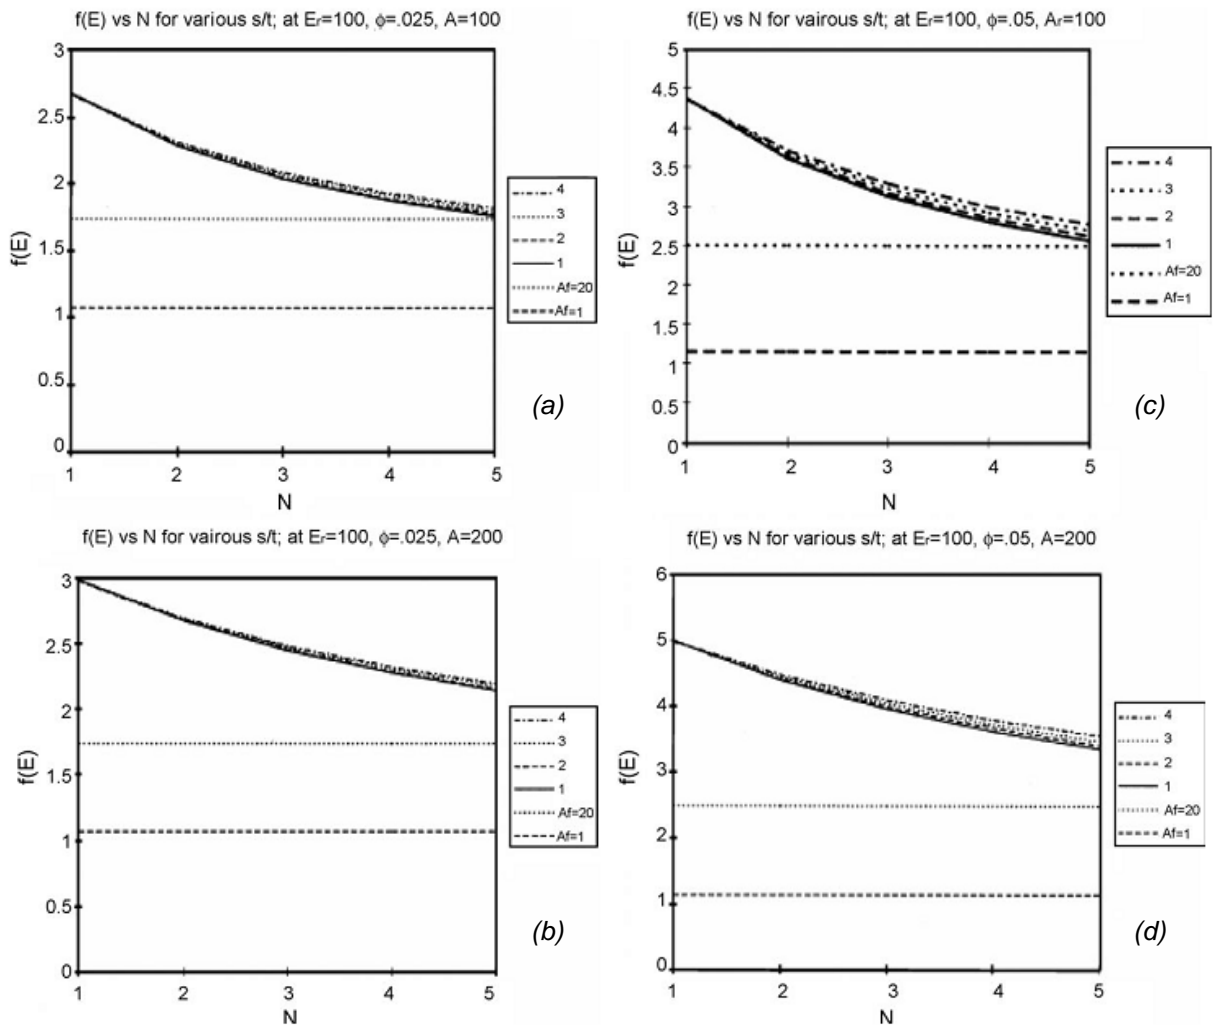 f(E) vs N for various s/t; at Er=100, ϕ=.025, A=100
3
2.5
2
1.5
1
0.5
0
f(E)
1 2 3 4 5
N
4
3
2
1
Af=20
Af=1
(a)
f(E) vs N for vairous s/t; at Er=100, ϕ=.05, Ar=100
5
4.5
4
3.5
3
2.5
2
1.5
1
0.5
0
f(E)
1 2 3 4 5
N
4
3
2
1
Af=20
Af=1
(c)
f(E) vs N for vairous s/t; at Er=100, ϕ=.025, A=200
3
2.5
2
1.5
1
0.5
0
f(E)
1 2 3 4 5
N
4
3
2
1
Af=20
Af=1
(b)
f(E) vs N for various s/t; at Er=100, ϕ=.05, A=200
6
5
4
3
2
1
0
f(E)
1 2 3 4 5
N
4
3
2
1
Af=20
Af=1
(d)